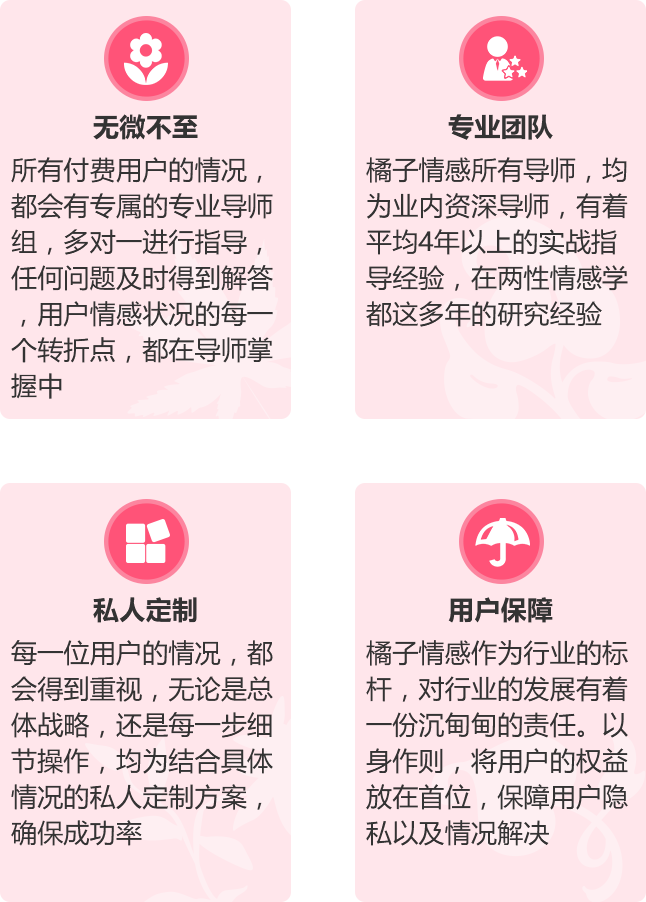 无微不至
所有付费用户的情况，
都会有专属的专业导师
组，多对一进行指导，
任何问题及时得到解答
，用户情感状况的每一
个转折点，都在导师掌
握中
专业团队
橘子情感所有导师，均
为业内资深导师，有着
平均4年以上的实战指
导经验，在两性情感学
都这多年的研究经验
私人定制
每一位用户的情况，都
会得到重视，无论是总
体战略，还是每一步细
节操作，均为结合具体
情况的私人定制方案，
确保成功率
用户保障
橘子情感作为行业的标
杆，对行业的发展有着
一份沉甸甸的责任。以
身作则，将用户的权益
放在首位，保障用户隐
私以及情况解决